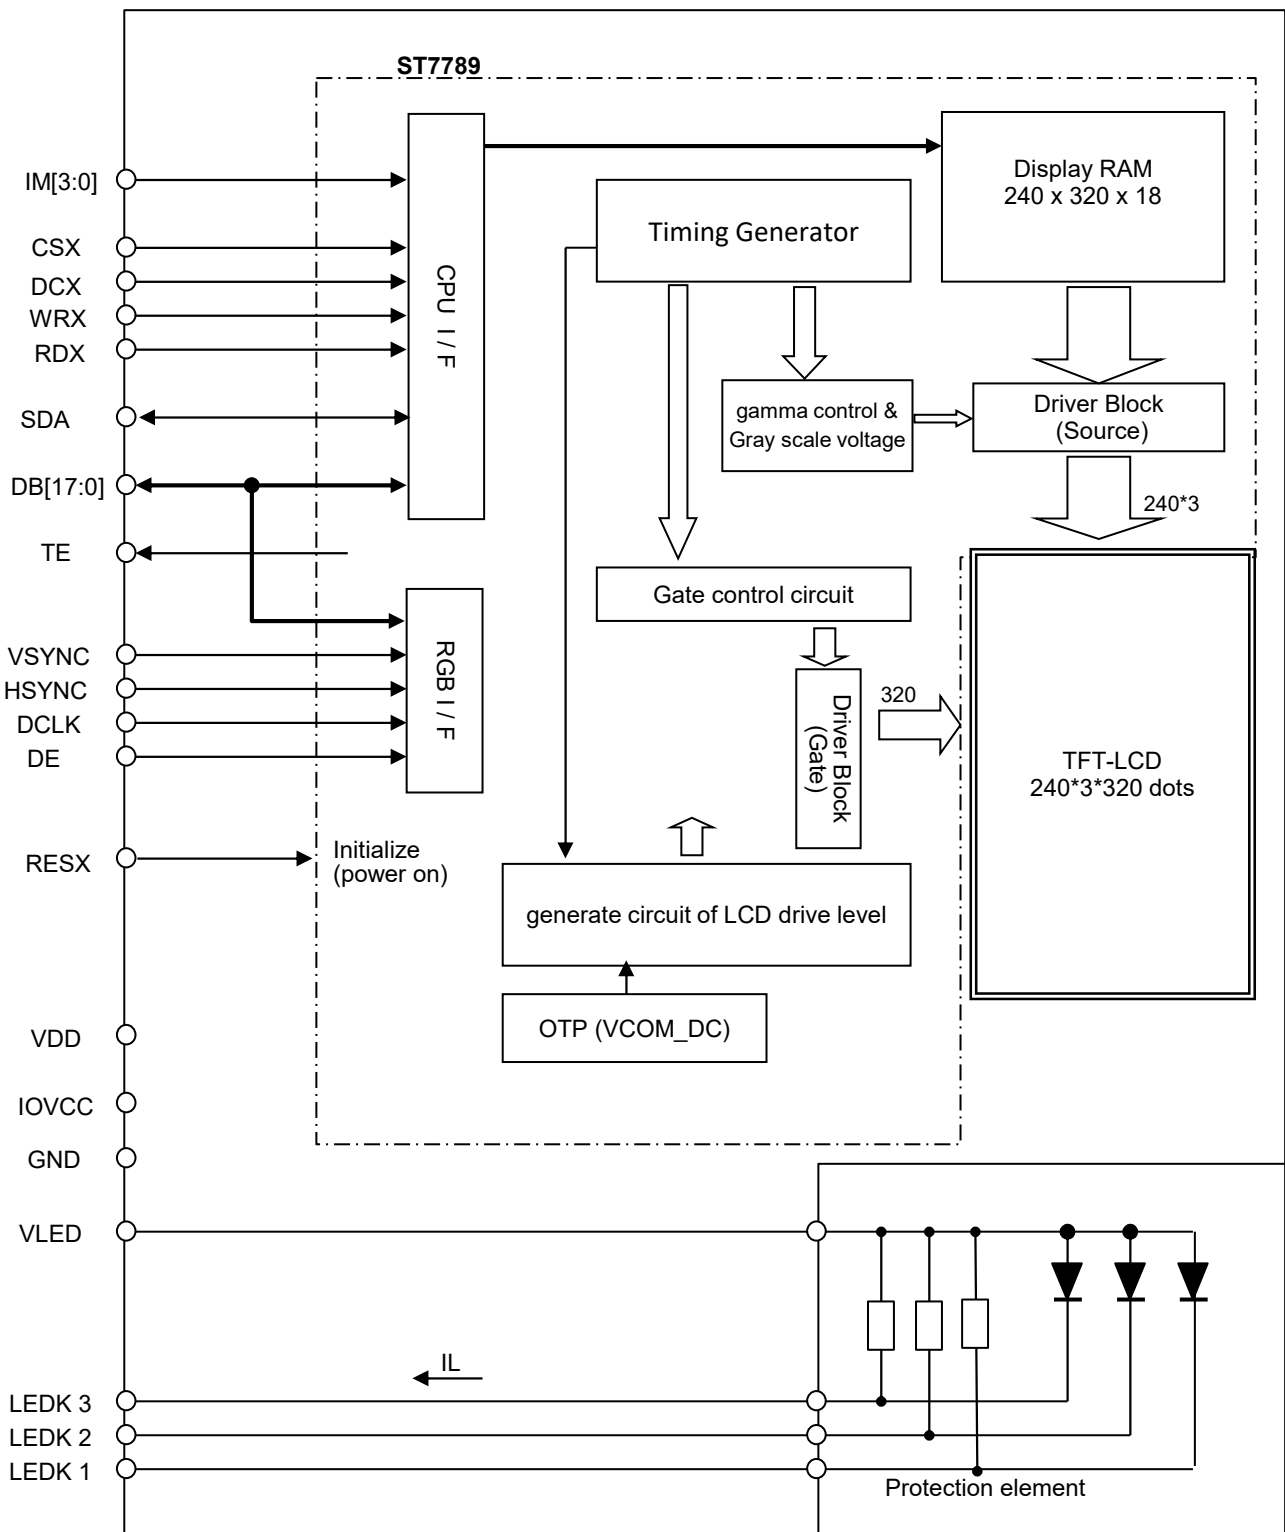 ST7789
IM[3:0]
CSX
DCX
WRX
RDX
SDA
DB[17:0]
TE
VSYNC
HSYNC
DCLK
DE
RESX
VDD
IOVCC
GND
VLED
LEDK 3
LEDK 2
LEDK 1
CPU I / F
RGB I / F
Initialize
(power on)
Timing Generator
Display RAM
240 x 320 x 18
gamma control &
Gray scale voltage
Driver Block
(Source)
240*3
Gate control circuit
Driver Block
(Gate)
320
TFT-LCD
240*3*320 dots
generate circuit of LCD drive level
OTP (VCOM_DC)
IL
Protection element